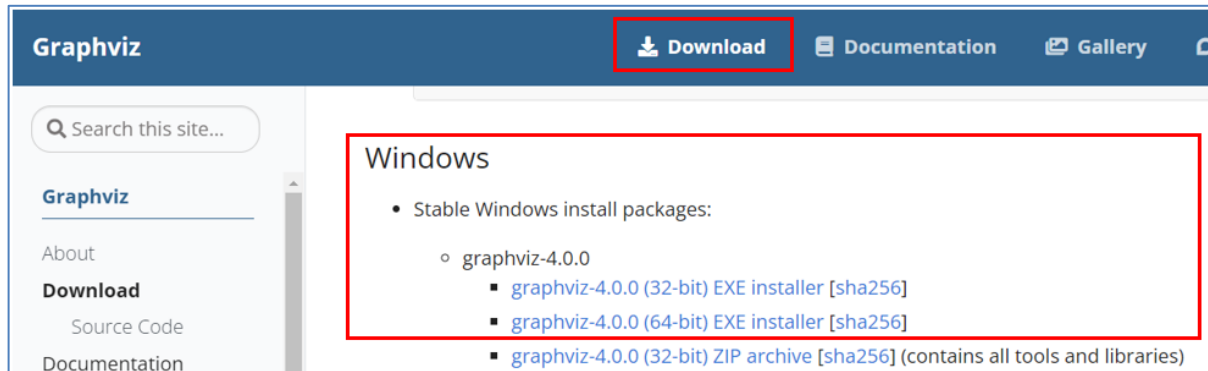 Graphviz
Download
Documentation
Gallery
Search this site...
Graphviz
About
Download
Source Code
Documentation
Windows
• Stable Windows install packages:
◦ graphviz-4.0.0
▪ graphviz-4.0.0 (32-bit) EXE installer [sha256]
▪ graphviz-4.0.0 (64-bit) EXE installer [sha256]
▪ graphviz-4.0.0 (32-bit) ZIP archive [sha256] (contains all tools and libraries)